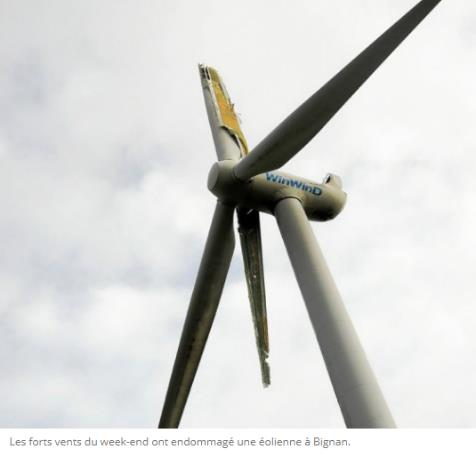 WinWinD
Les forts vents du week-end ont endommagé une éolienne à Bignan.